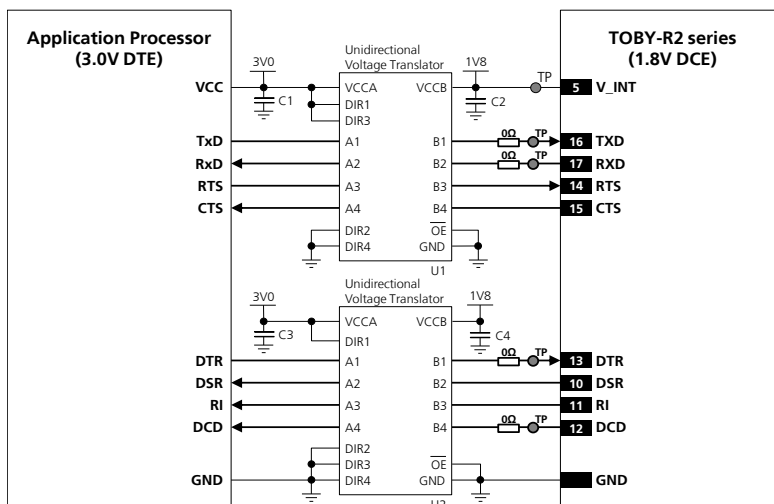 Application Processor
(3.0V DTE)
TOBY-R2 series
(1.8V DCE)
Unidirectional
Voltage Translator
3V0
1V8
TP
VCC
VCCA
VCCB
5
V_INT
C1
DIR1
C2
DIR3
0Ω
TP
TxD
A1
B1
16
TXD
0Ω
TP
RxD
A2
B2
17
RXD
RTS
A3
B3
14
RTS
CTS
A4
B4
15
CTS
DIR2
OE
DIR4
GND
U1
Unidirectional
Voltage Translator
3V0
1V8
VCCA
VCCB
C3
DIR1
C4
0Ω
TP
DTR
A1
B1
13
DTR
DSR
A2
B2
10
DSR
RI
A3
B3
11
RI
0Ω
TP
DCD
A4
B4
12
DCD
DIR2
DIR3
OE
GND
DIR4
GND
GND